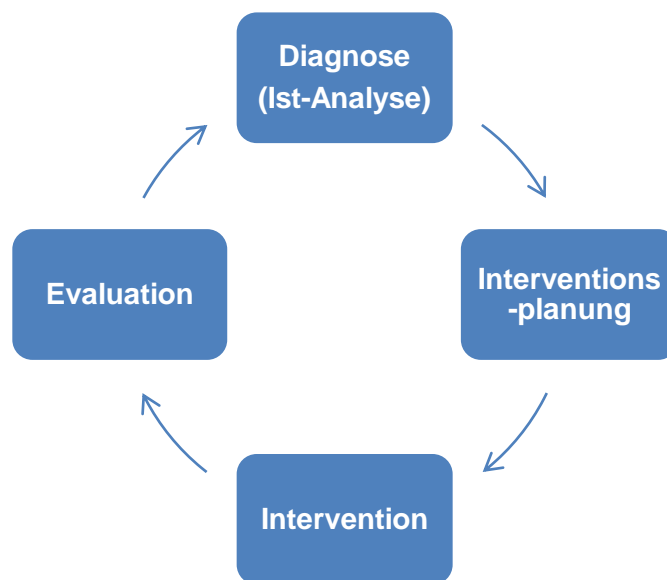 Diagnose
(Ist-Analyse)
Evaluation
Interventions
-planung
Intervention